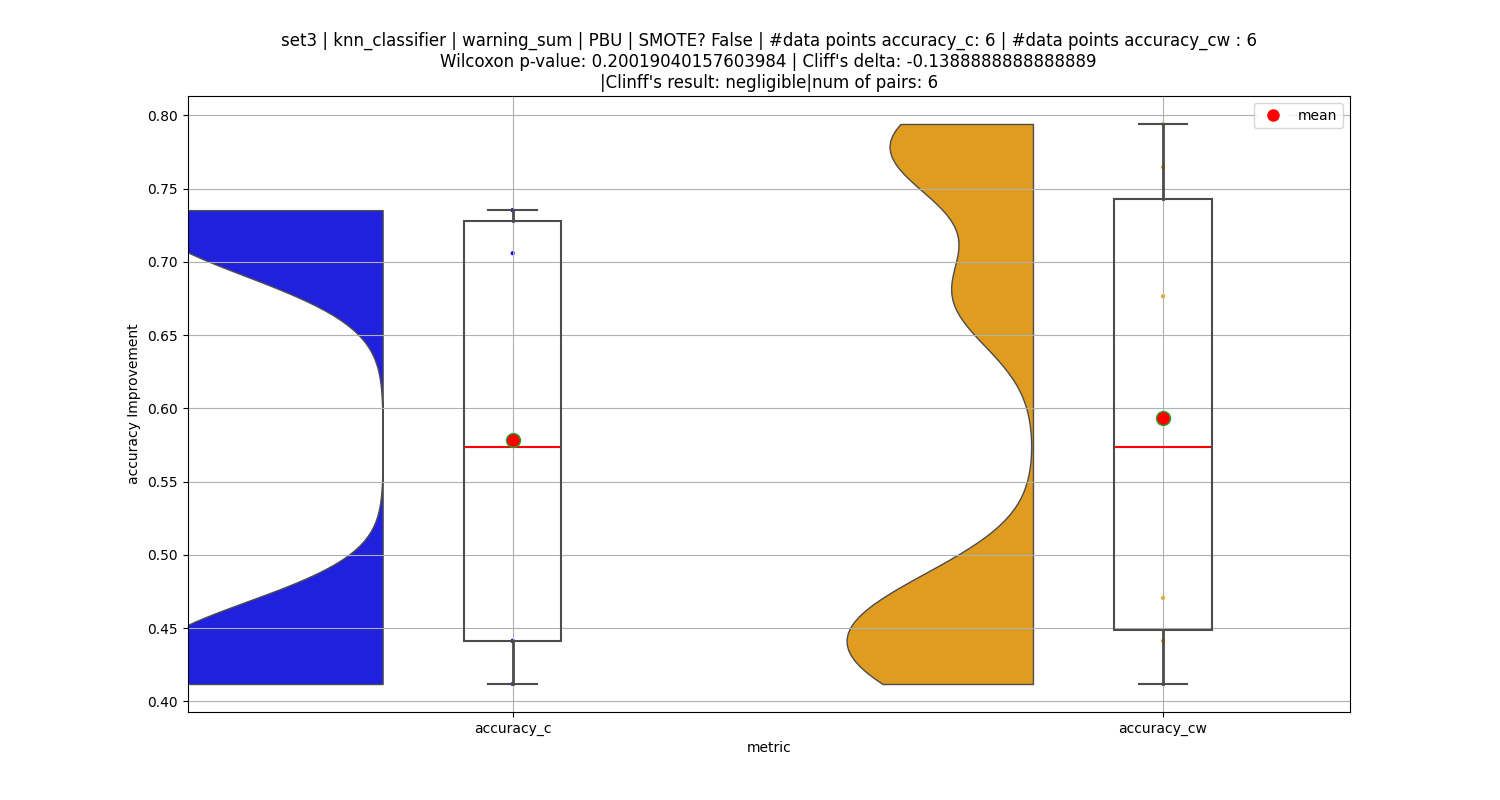 set3 | knn_classifier | warning_sum | PBU | SMOTE? False | #data points accuracy_c: 6 | #data points accuracy_cw : 6
Wilcoxon p-value: 0.20019040157603984 | Cliff's delta: -0.1388888888888889
|Clinff's result: negligible|num of pairs: 6
mean
0.80
0.75
0.70
0.65
0.60
0.55
0.50
0.45
0.40
accuracy Improvement
accuracy_c
accuracy_cw
metric